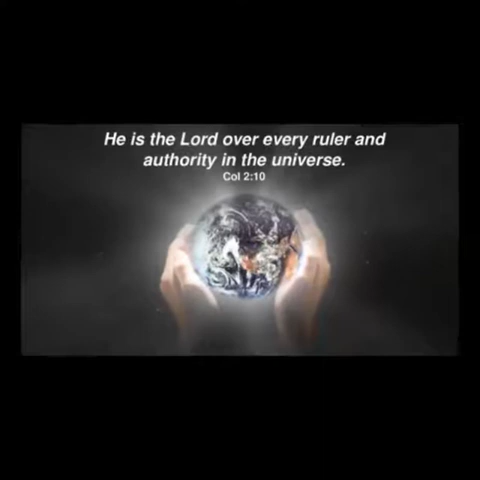 He is the Lord over every ruler and
authority in the universe.
Col 2:10